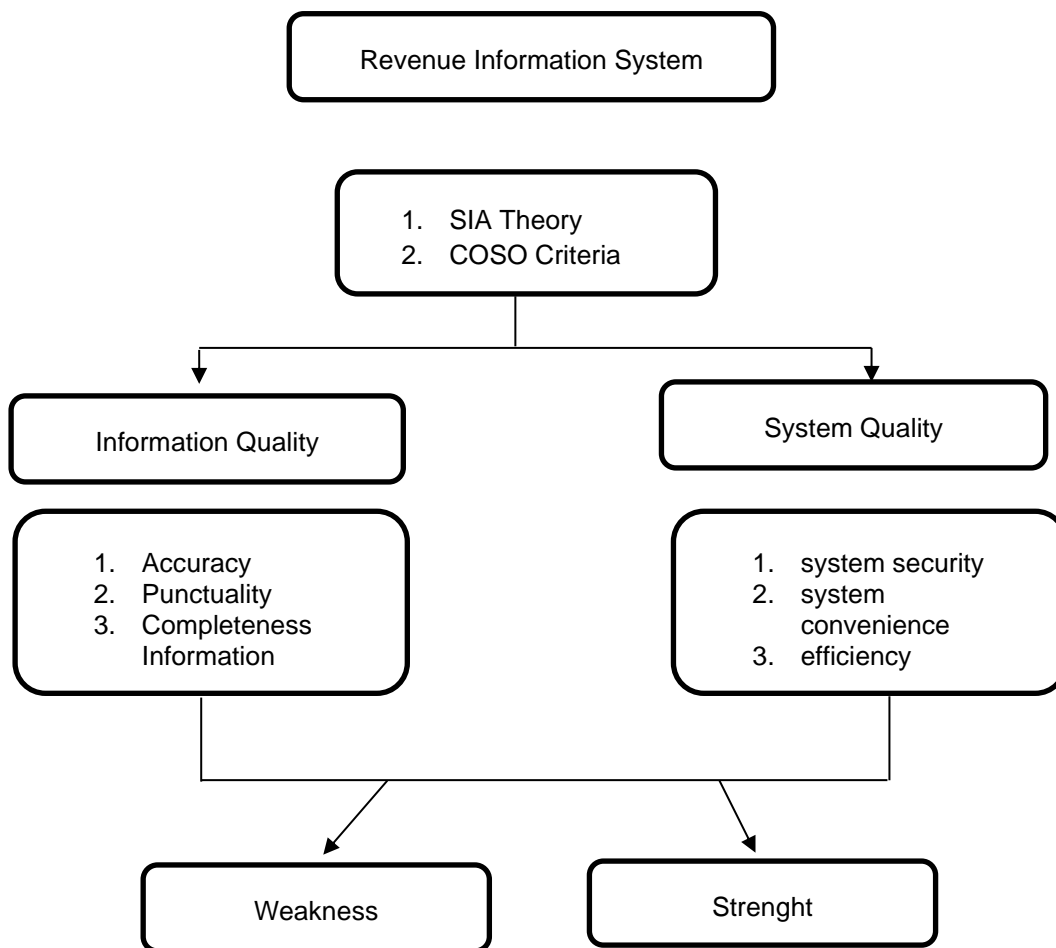 Revenue Information System
1. SIA Theory
2. COSO Criteria
Information Quality
System Quality
1. Accuracy
2. Punctuality
3. Completeness
Information
1. system security
2. system
convenience
3. efficiency
Weakness
Strenght